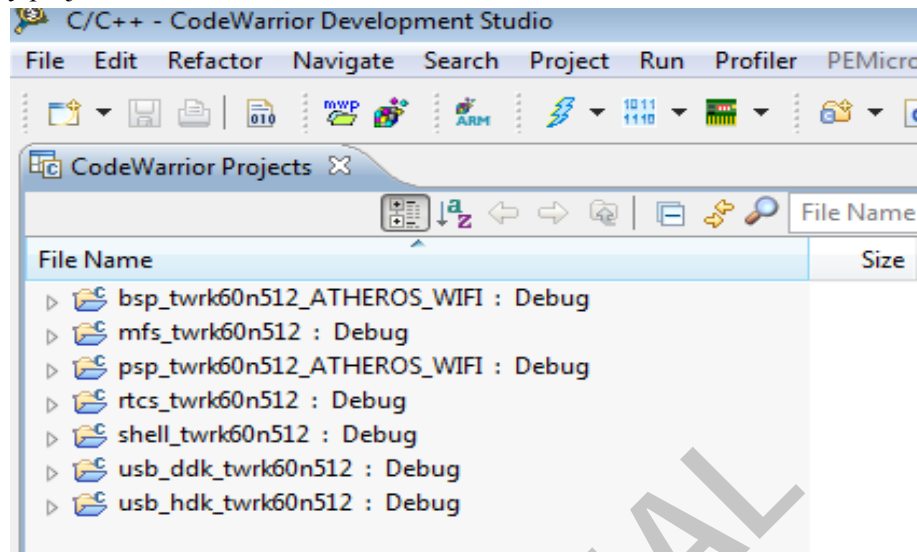 C/C++ - CodeWarrior Development Studio
File Edit Refactor Navigate Search Project Run Profiler PEMicro
010 mwp ARM 1011 1110
CodeWarrior Projects
a z File Name
File Name Size
bsp_twrk60n512_ATHEROS_WIFI : Debug
mfs_twrk60n512 : Debug
psp_twrk60n512_ATHEROS_WIFI : Debug
rtcs_twrk60n512 : Debug
shell_twrk60n512 : Debug
usb_ddk_twrk60n512 : Debug
usb_hdk_twrk60n512 : Debug